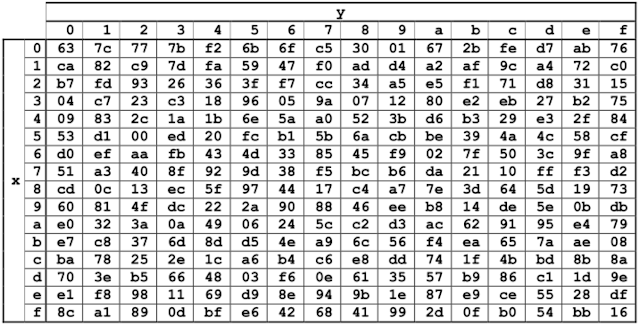 y
0 1 2 3 4 5 6 7 8 9 a b c d e f
0 63 7c 77 7b f2 6b 6f c5 30 01 67 2b fe d7 ab 76
1 ca 82 c9 7d fa 59 47 f0 ad d4 a2 af 9c a4 72 c0
2 b7 fd 93 26 36 3f f7 cc 34 a5 e5 f1 71 d8 31 15
3 04 c7 23 c3 18 96 05 9a 07 12 80 e2 eb 27 b2 75
4 09 83 2c 1a 1b 6e 5a a0 52 3b d6 b3 29 e3 2f 84
5 53 d1 00 ed 20 fc b1 5b 6a cb be 39 4a 4c 58 cf
6 d0 ef aa fb 43 4d 33 85 45 f9 02 7f 50 3c 9f a8
7 51 a3 40 8f 92 9d 38 f5 bc b6 da 21 10 ff f3 d2
x
8 cd 0c 13 ec 5f 97 44 17 c4 a7 7e 3d 64 5d 19 73
9 60 81 4f dc 22 2a 90 88 46 ee b8 14 de 5e 0b db
a e0 32 3a 0a 49 06 24 5c c2 d3 ac 62 91 95 e4 79
b e7 c8 37 6d 8d d5 4e a9 6c 56 f4 ea 65 7a ae 08
c ba 78 25 2e 1c a6 b4 c6 e8 dd 74 1f 4b bd 8b 8a
d 70 3e b5 66 48 03 f6 0e 61 35 57 b9 86 c1 1d 9e
e e1 f8 98 11 69 d9 8e 94 9b 1e 87 e9 ce 55 28 df
f 8c a1 89 0d bf e6 42 68 41 99 2d 0f b0 54 bb 16